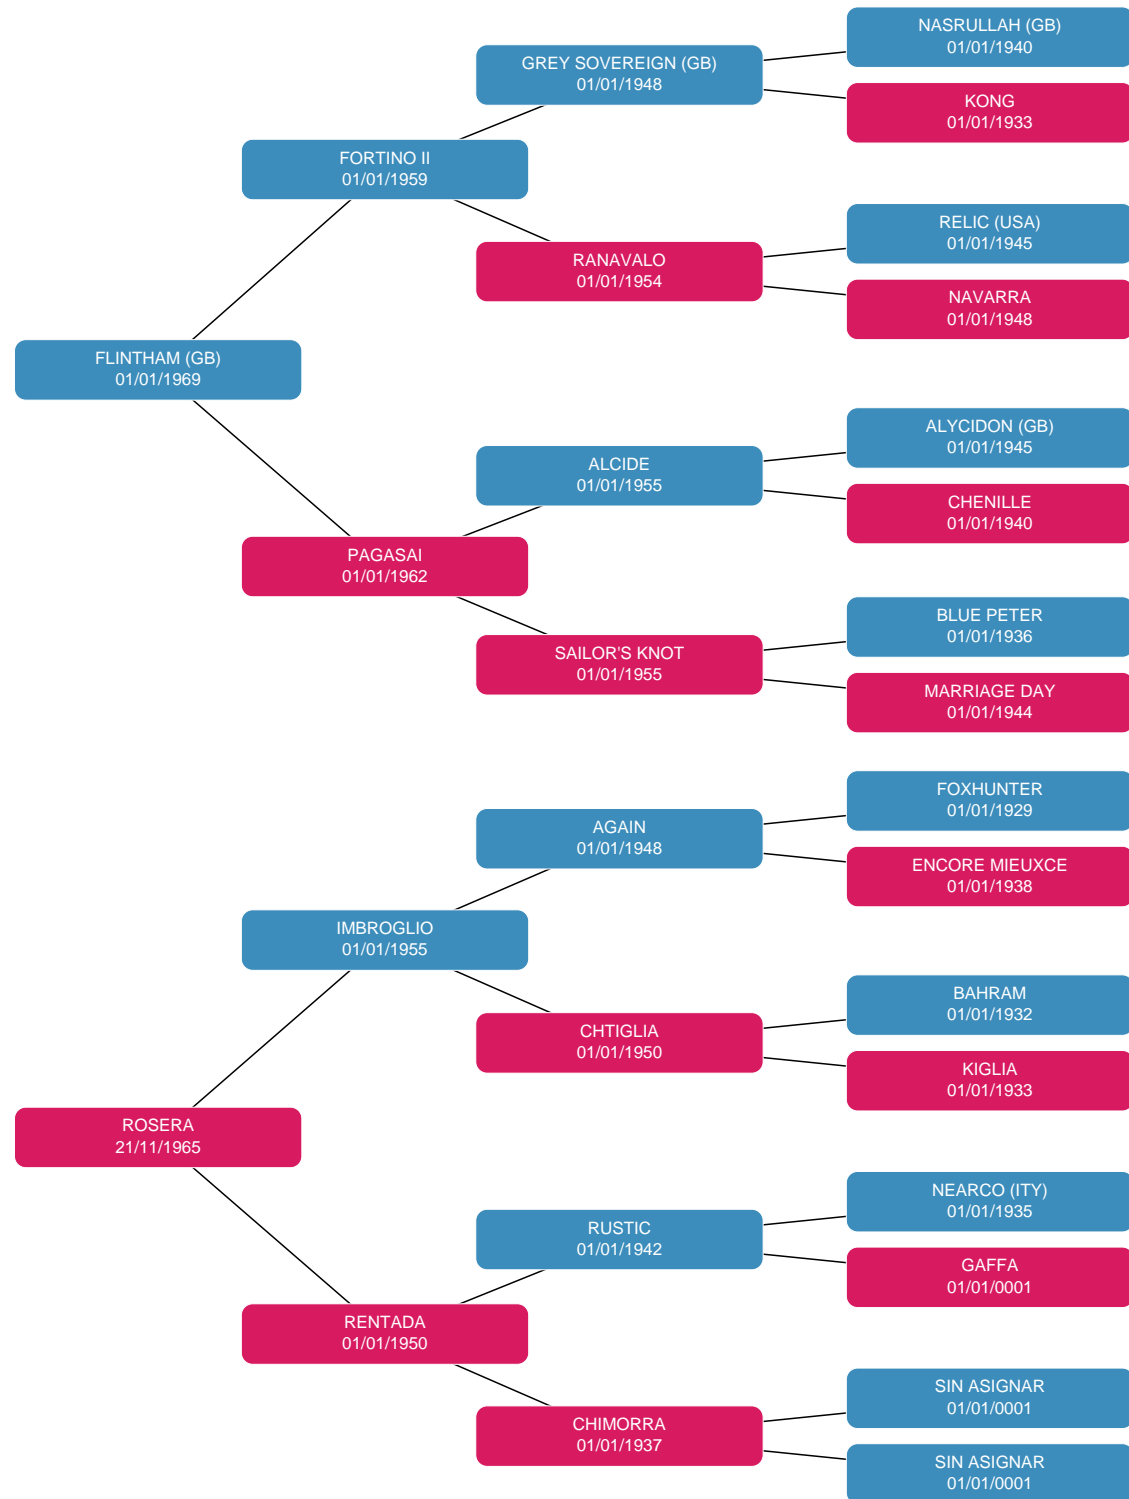 NASRULLAH (GB)
01/01/1940
GREY SOVEREIGN (GB)
01/01/1948
KONG
01/01/1933
FORTINO II
01/01/1959
RELIC (USA)
01/01/1945
RANAVALO
01/01/1954
NAVARRA
01/01/1948
FLINTHAM (GB)
01/01/1969
ALYCIDON (GB)
01/01/1945
ALCIDE
01/01/1955
CHENILLE
01/01/1940
PAGASAI
01/01/1962
BLUE PETER
01/01/1936
SAILOR'S KNOT
01/01/1955
MARRIAGE DAY
01/01/1944
FOXHUNTER
01/01/1929
AGAIN
01/01/1948
ENCORE MIEUXCE
01/01/1938
IMBROGLIO
01/01/1955
BAHRAM
01/01/1932
CHTIGLIA
01/01/1950
KIGLIA
01/01/1933
ROSERA
21/11/1965
NEARCO (ITY)
01/01/1935
RUSTIC
01/01/1942
GAFFA
01/01/0001
RENTADA
01/01/1950
SIN ASIGNAR
01/01/0001
CHIMORRA
01/01/1937
SIN ASIGNAR
01/01/0001